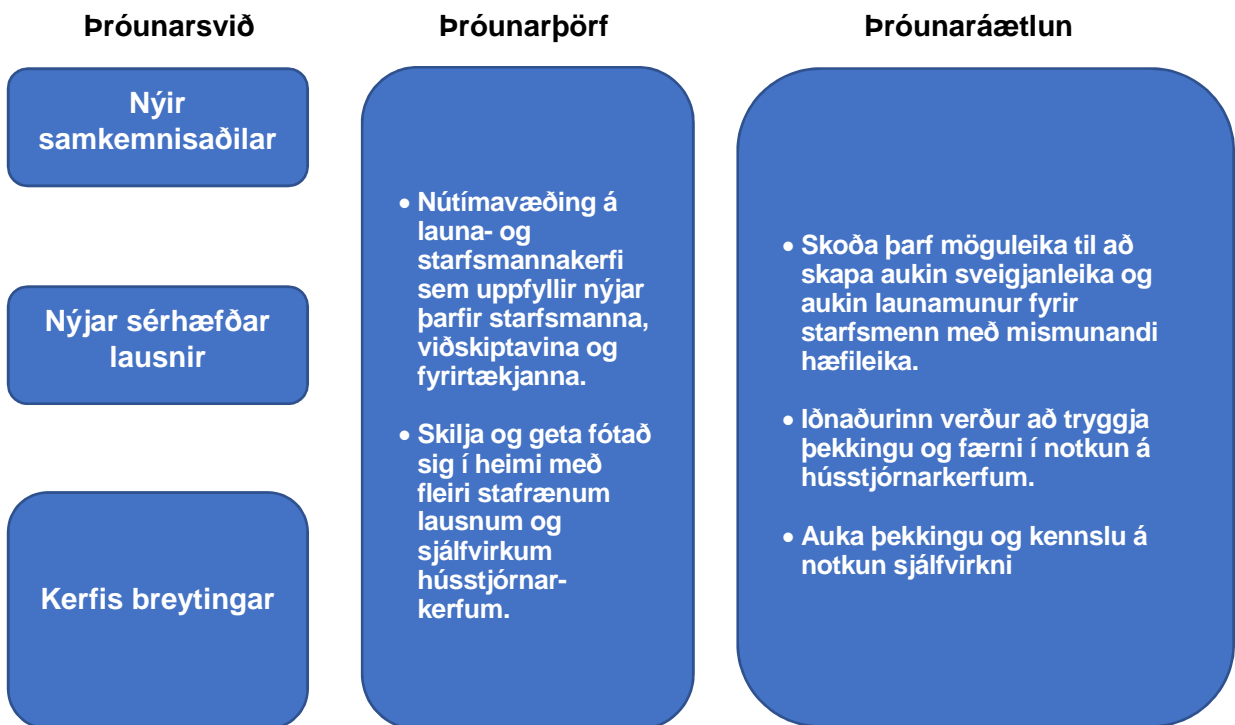 Þróunarsvið
Þróunarþörf
Þróunaráætlun
Nýir
samkemnisaðilar
Nýjar sérhæfðar
lausnir
Kerfis breytingar
• Nútímavæðing á
launa- og
starfsmannakerfi
sem uppfyllir nýjar
þarfir starfsmanna,
viðskiptavina og
fyrirtækjanna.
• Skilja og geta fótað
sig í heimi með
fleiri stafrænum
lausnum og
sjálfvirkum
hússtjórnar-
kerfum.
• Skoða þarf möguleika til að
skapa aukin sveigjanleika og
aukin launamunur fyrir
starfsmenn með mismunandi
hæfileika.
• Iðnaðurinn verður að tryggja
þekkingu og færni í notkun á
hússtjórnarkerfum.
• Auka þekkingu og kennslu á
notkun sjálfvirkni